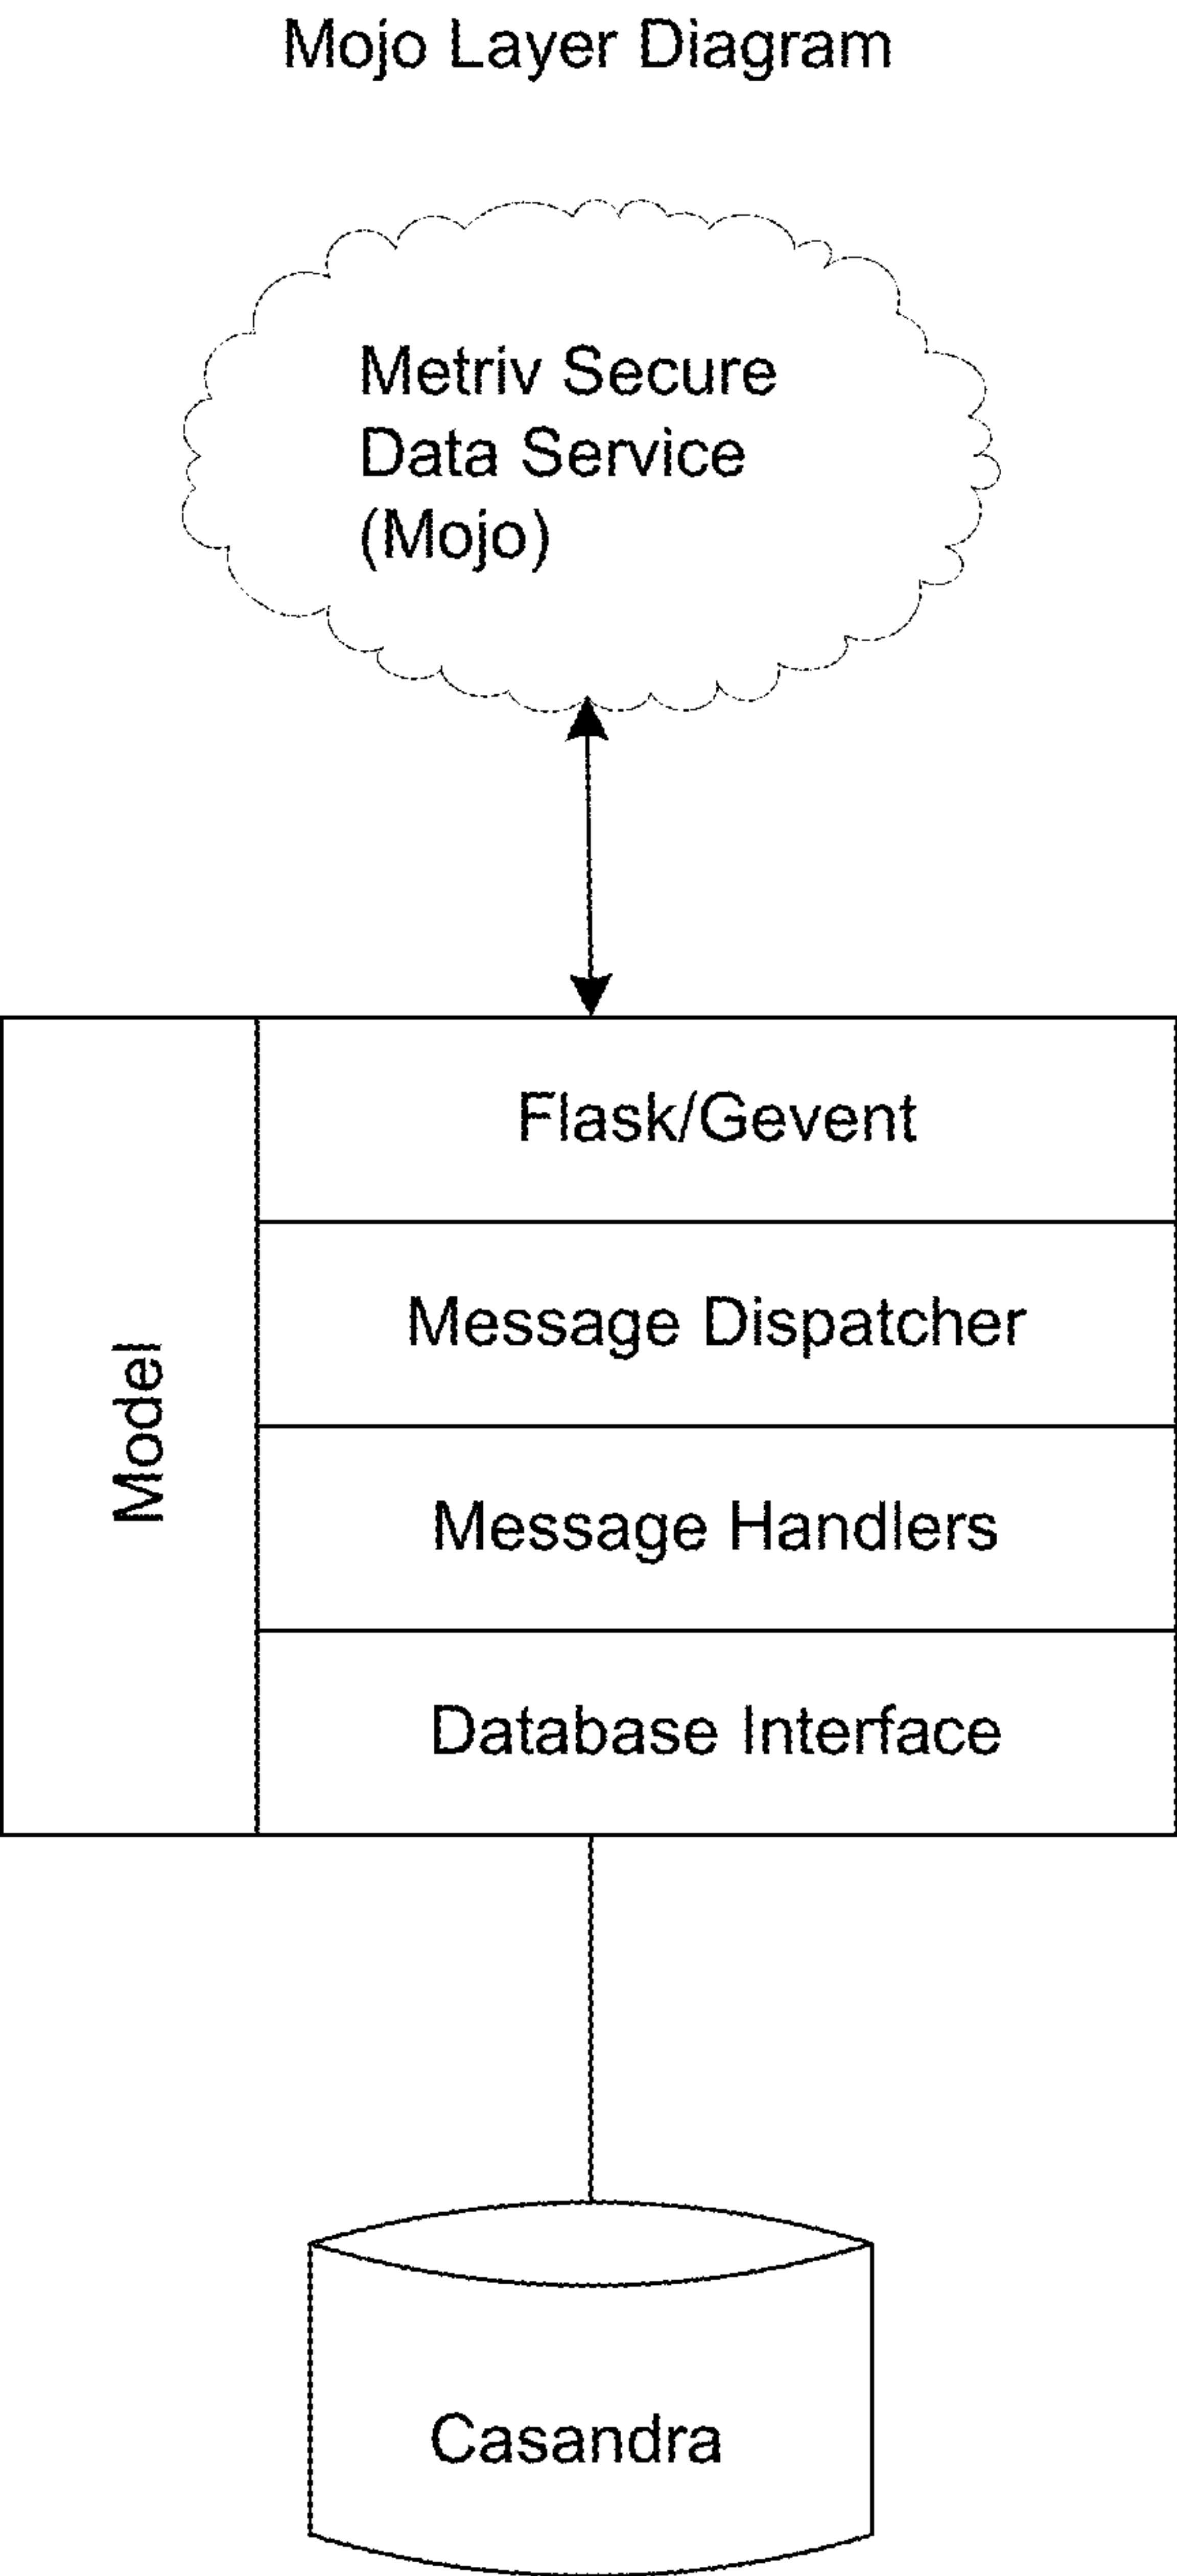 Mojo Layer Diagram
Metriv Secure
Data Service
(Mojo)
Model
Flask/Gevent
Message Dispatcher
Message Handlers
Database Interface
Casandra